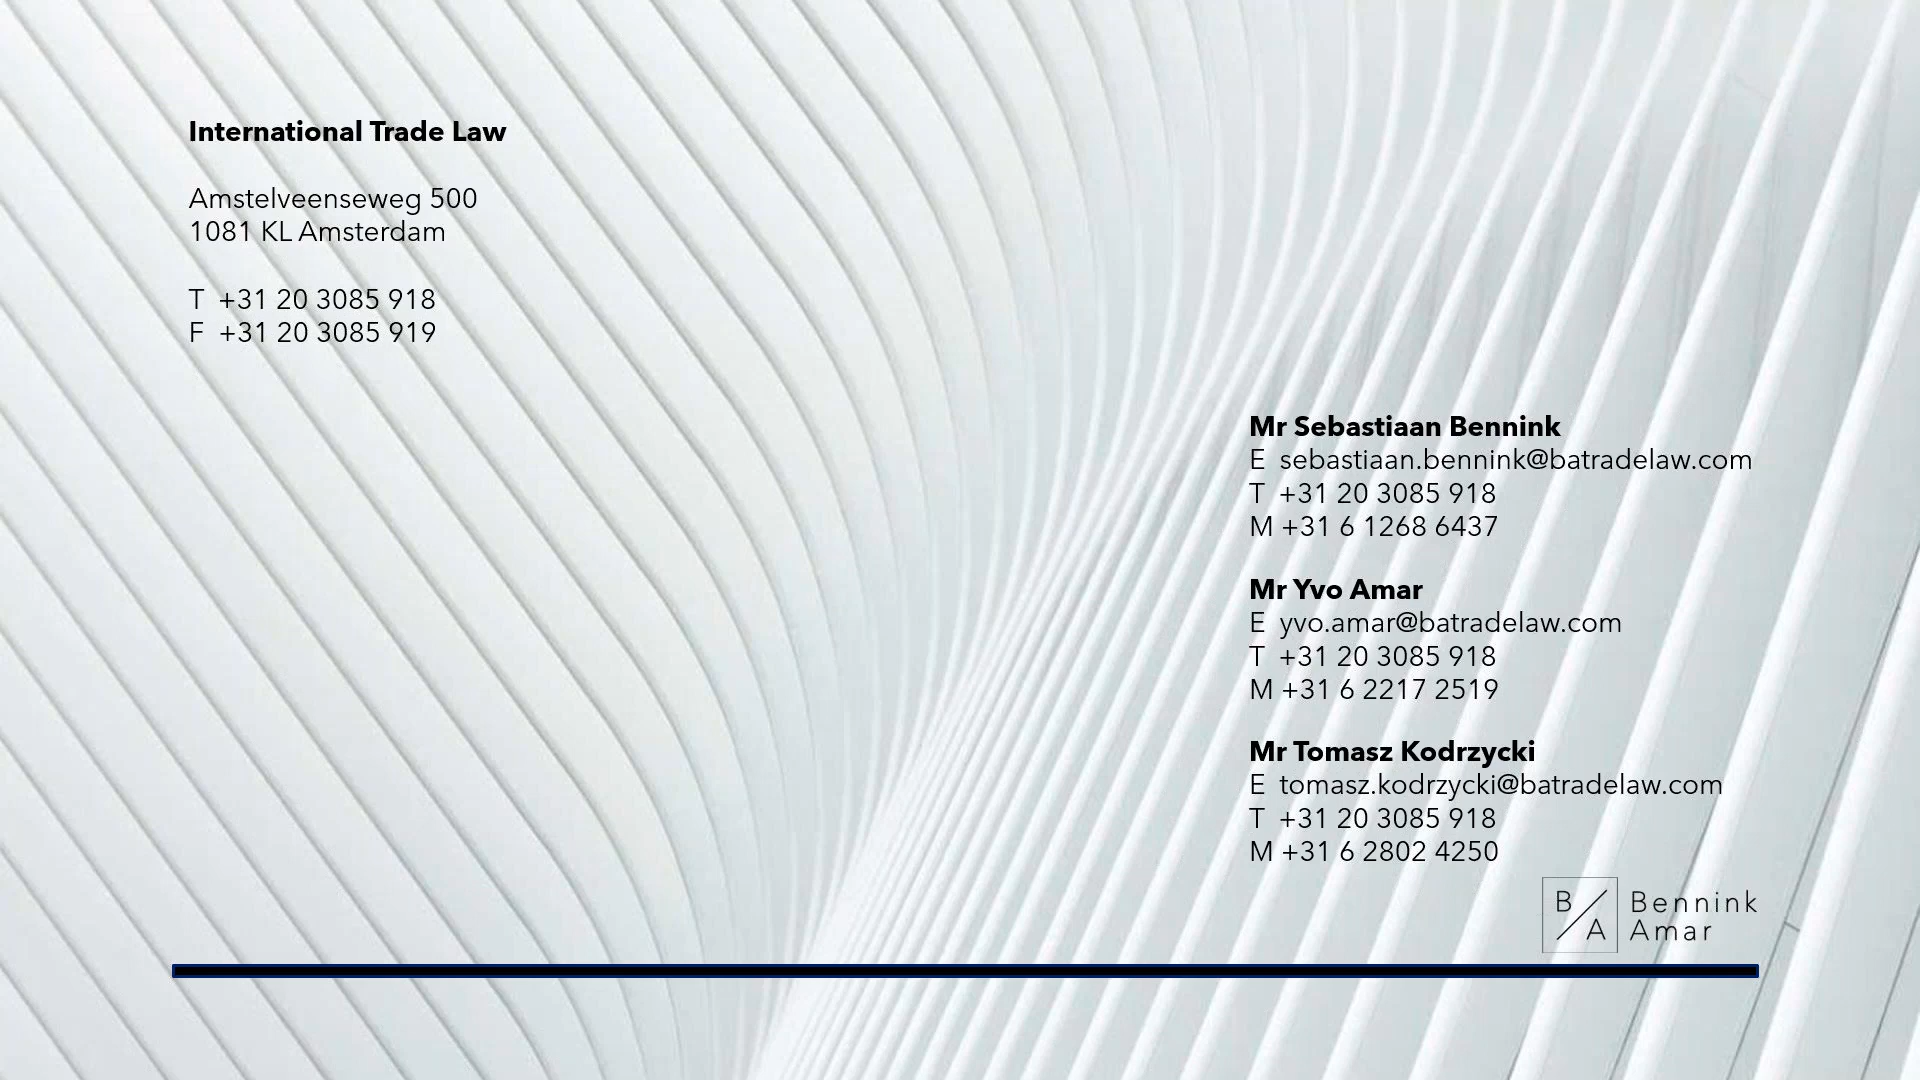 International Trade Law
Amstelveenseweg 500
1081 KL Amsterdam
T +31 20 3085 918
F +31 20 3085 919
Mr Sebastiaan Bennink
E sebastiaan.bennink@batradelaw.com
T +31 20 3085 918
M +31 6 1268 6437
Mr Yvo Amar
E yvo.amar@batradelaw.com
T +31 20 3085 918
M +31 6 2217 2519
Mr Tomasz Kodrzycki
E tomasz.kodrzycki@batradelaw.com
T +31 20 3085 918
M +31 6 2802 4250
B/A
Bennink
Amar